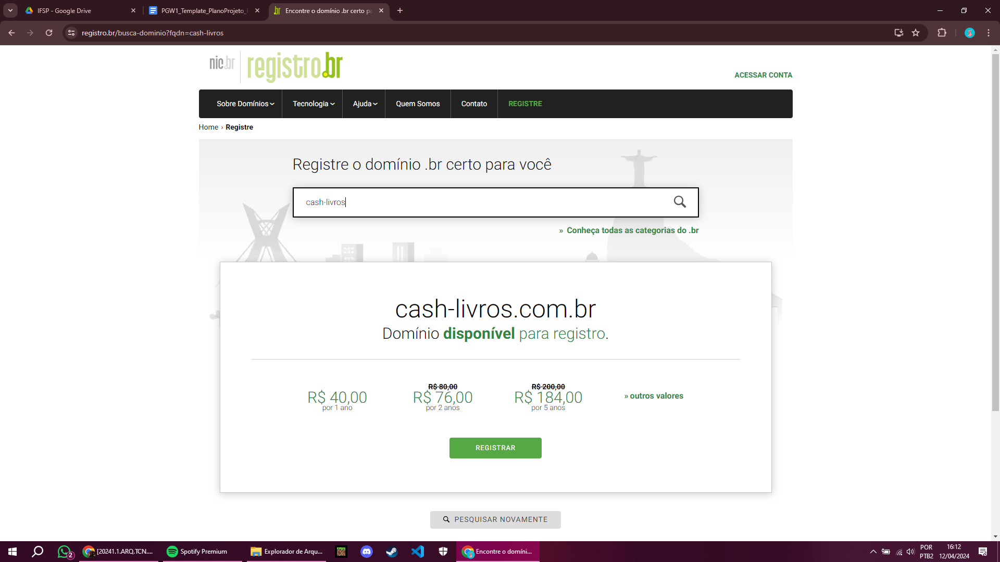 IFSP - Google Drive
PGW1_Template_PlanoProjeto_
Encontre o domínio .br certo pa
registro.br/busca-dominio?fqdn=cash-livros
nic.br
registro.br
ACESSAR CONTA
Sobre Domínios
Tecnologia
Ajuda
Quem Somos
Contato
REGISTRE
Home › Registre
Registre o domínio .br certo para você
cash-livros
» Conheça todas as categorias do .br
cash-livros.com.br
Domínio disponível para registro.
R$ 80,00
R$ 200,00
R$ 40,00
R$ 76,00
R$ 184,00
» outros valores
por 1 ano
por 2 anos
por 5 anos
REGISTRAR
PESQUISAR NOVAMENTE
2
[20241.1.ARQ.TCN....
Spotify Premium
Explorador de Arqu...
Encontre o domíni...
POR
PTB2
16:12
12/04/2024